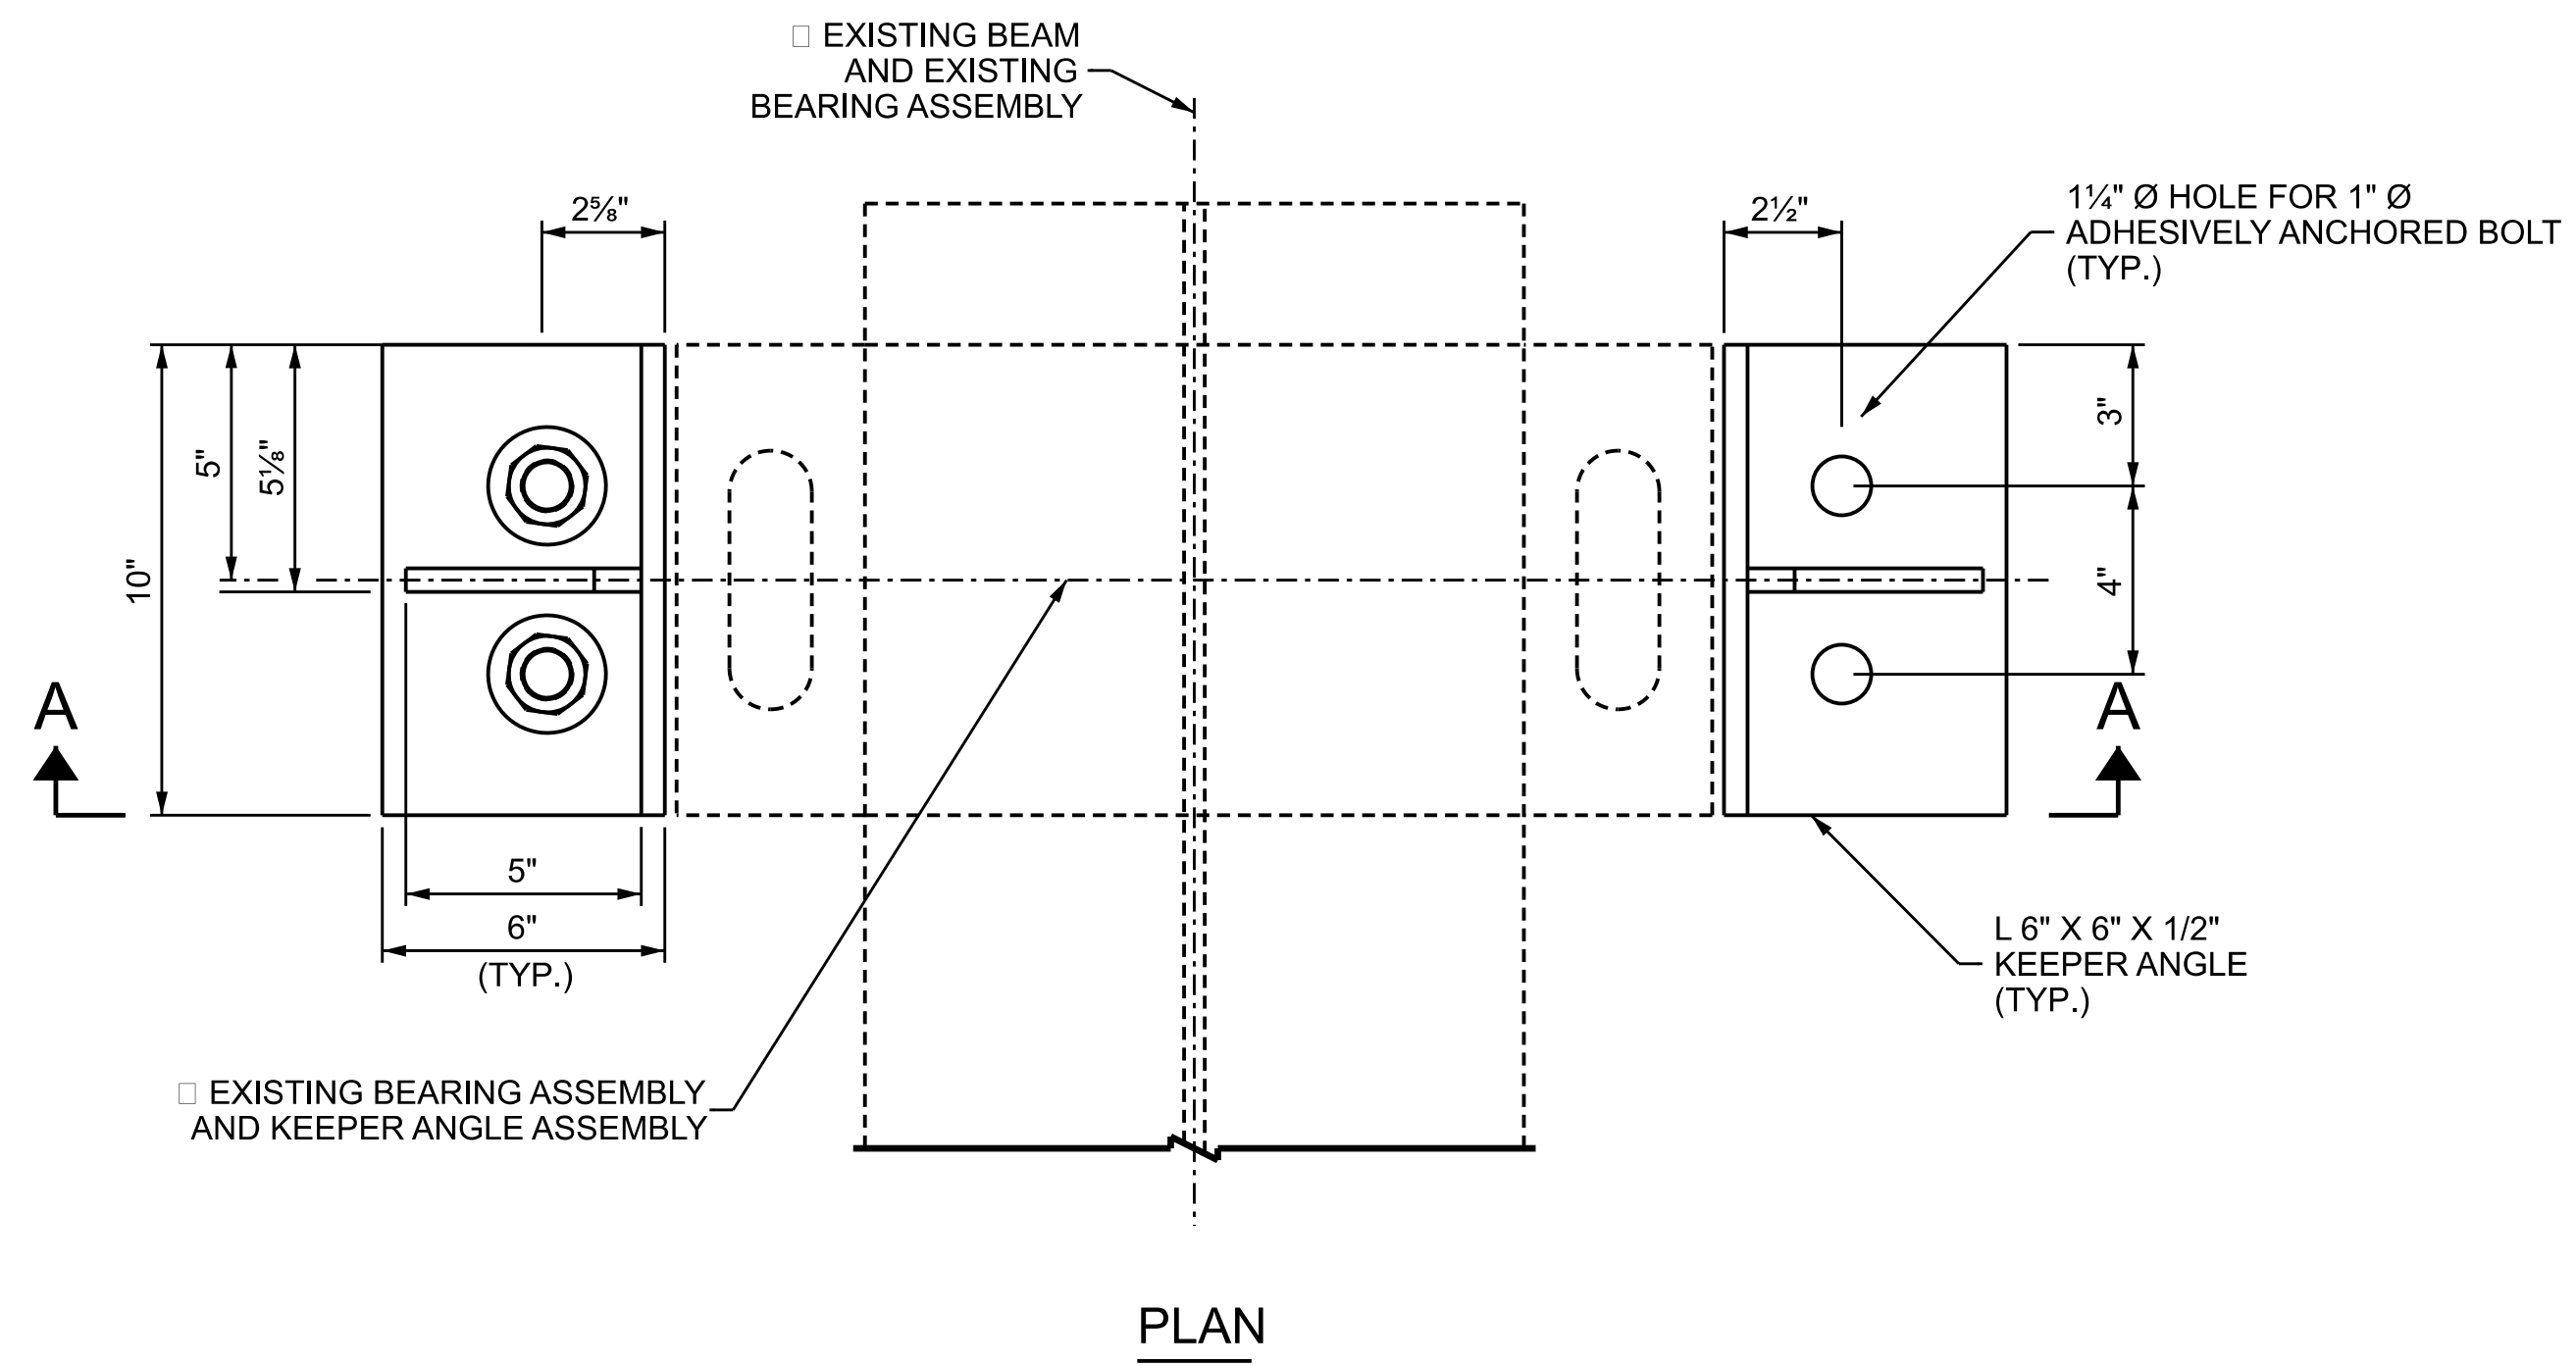 □ EXISTING BEAM
AND EXISTING
BEARING ASSEMBLY
2⅝"
2½"
1¼" Ø HOLE FOR 1" Ø
ADHESIVELY ANCHORED BOLT
(TYP.)
10"
5"
5⅛"
3"
4"
A
A
5"
6"
(TYP.)
L 6" X 6" X 1/2"
KEEPER ANGLE
(TYP.)
□ EXISTING BEARING ASSEMBLY
AND KEEPER ANGLE ASSEMBLY
PLAN